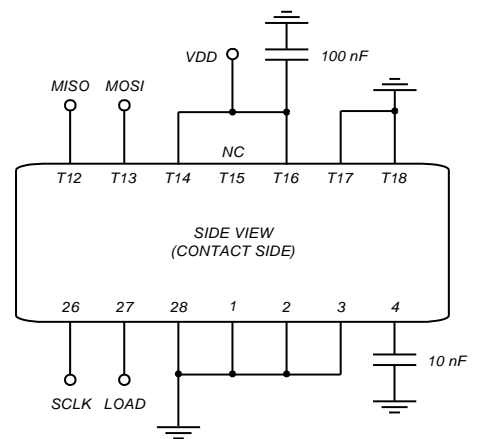 VDD
100 nF
MISO MOSI
NC
T12 T13 T14 T15 T16 T17 T18
SIDE VIEW
(CONTACT SIDE)
26 27 28 1 2 3 4
10 nF
SCLK LOAD